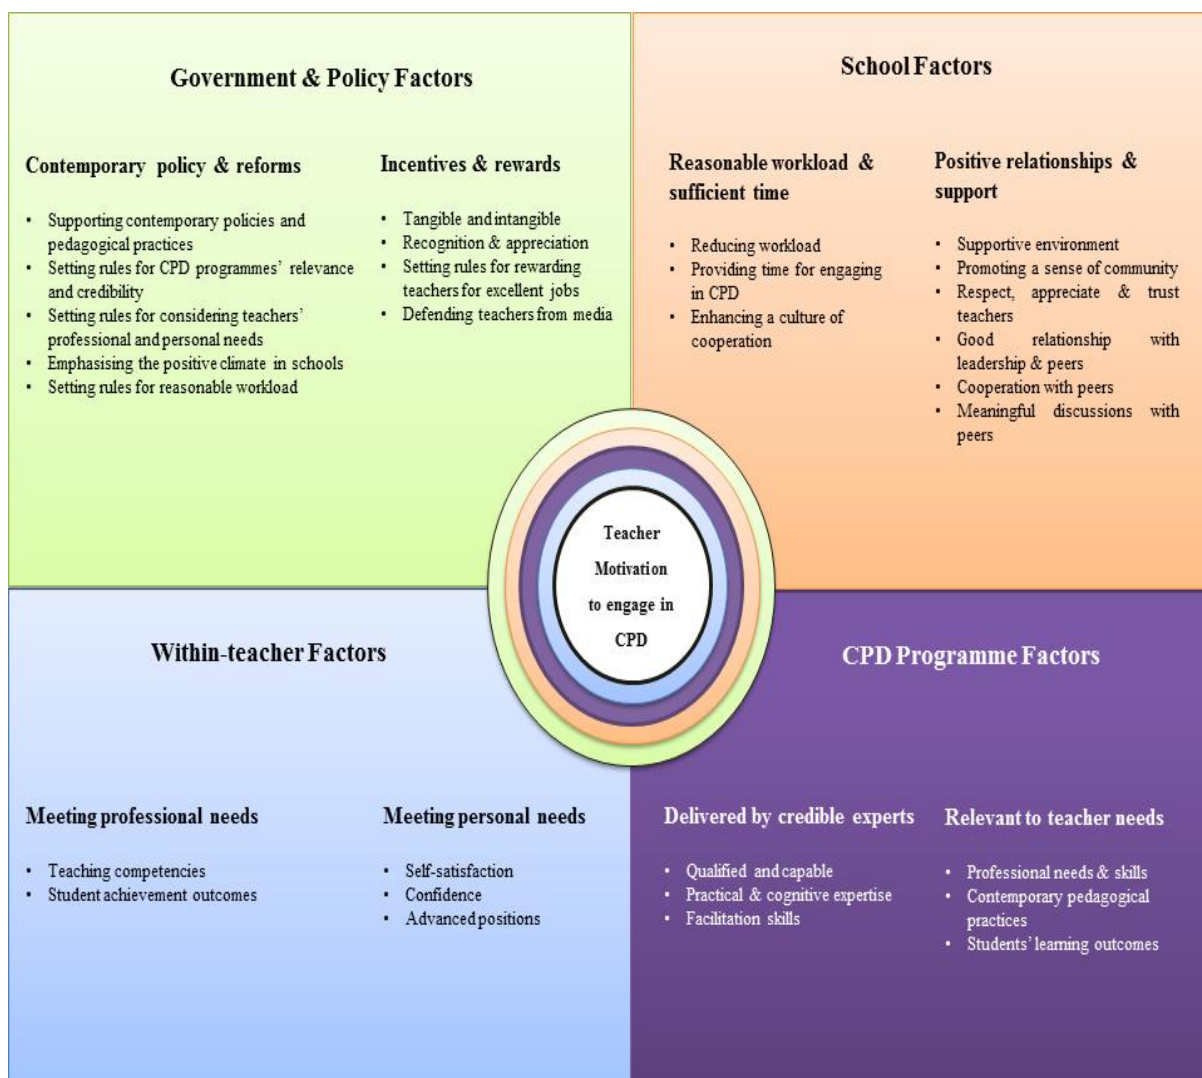 Government & Policy Factors
Contemporary policy & reforms
• Supporting contemporary policies and
pedagogical practices
• Setting rules for CPD programmes’ relevance
and credibility
• Setting rules for considering teachers’
professional and personal needs
• Emphasising the positive climate in schools
• Setting rules for reasonable workload
Incentives & rewards
• Tangible and intangible
• Recognition & appreciation
• Setting rules for rewarding
teachers for excellent jobs
• Defending teachers from media
School Factors
Reasonable workload &
sufficient time
• Reducing workload
• Providing time for engaging
in CPD
• Enhancing a culture of
cooperation
Positive relationships &
support
• Supportive environment
• Promoting a sense of community
• Respect, appreciate & trust
teachers
• Good relationship with
leadership & peers
• Cooperation with peers
• Meaningful discussions with
peers
Teacher
Motivation
to engage in
CPD
Within-teacher Factors
Meeting professional needs
• Teaching competencies
• Student achievement outcomes
Meeting personal needs
• Self-satisfaction
• Confidence
• Advanced positions
CPD Programme Factors
Delivered by credible experts
• Qualified and capable
• Practical & cognitive expertise
• Facilitation skills
Relevant to teacher needs
• Professional needs & skills
• Contemporary pedagogical
practices
• Students’ learning outcomes